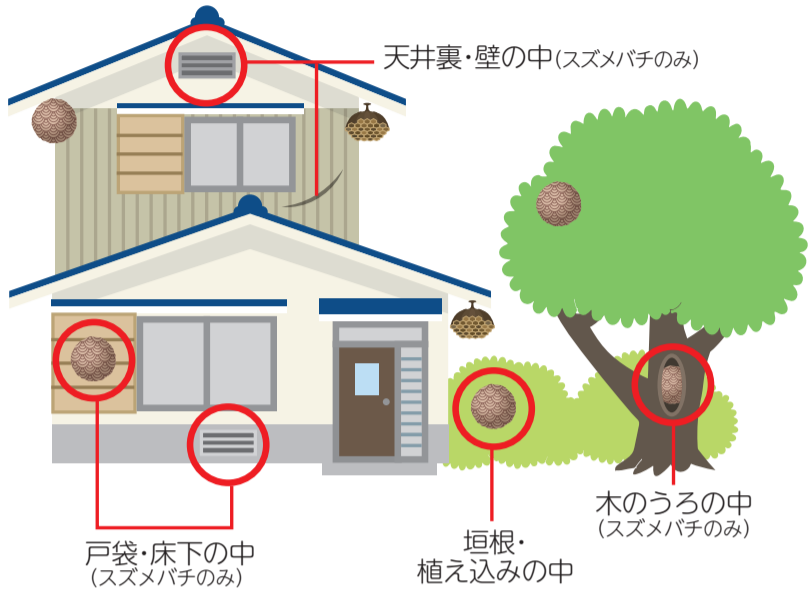 天井裏・壁の中(スズメバチのみ)
戸袋・床下の中
(スズメバチのみ)
垣根・
植え込みの中
木のうろの中
(スズメバチのみ)